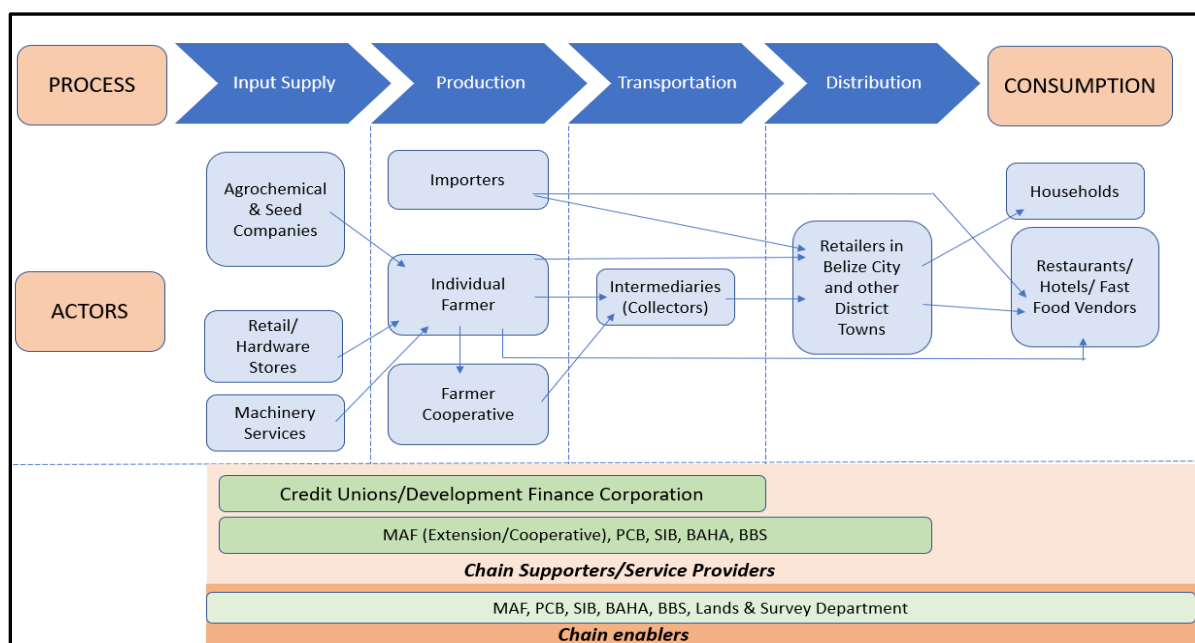 PROCESS
Input Supply
Production
Transportation
Distribution
CONSUMPTION
ACTORS
Agrochemical
& Seed
Companies
Retail/
Hardware
Stores
Machinery
Services
Importers
Individual
Farmer
Farmer
Cooperative
Intermediaries
(Collectors)
Retailers in
Belize City
and other
District
Towns
Households
Restaurants/
Hotels/ Fast
Food Vendors
Credit Unions/Development Finance Corporation
MAF (Extension/Cooperative), PCB, SIB, BAHA, BBS
Chain Supporters/Service Providers
MAF, PCB, SIB, BAHA, BBS, Lands & Survey Department
Chain enablers